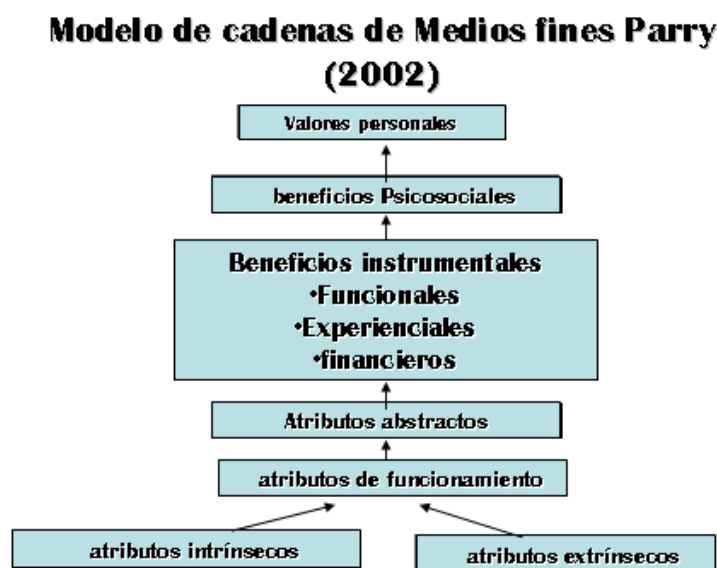 Modelo de cadenas de Medios fines Parry
(2002)
Valores personales
beneficios Psicosociales
Beneficios instrumentales
•Funcionales
•Experienciales
•financieros
Atributos abstractos
atributos de funcionamiento
atributos intrínsecos
atributos extrínsecos